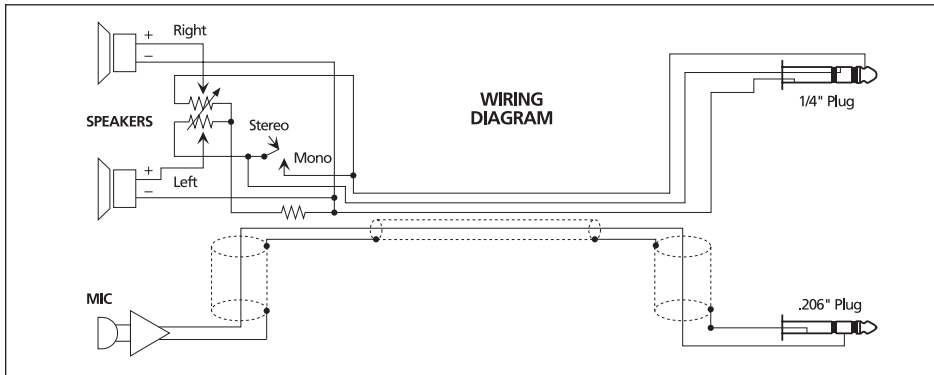 +
Right
−
SPEAKERS
WIRING
DIAGRAM
1/4" Plug
Stereo
Mono
+
Left
−
MIC
.206" Plug